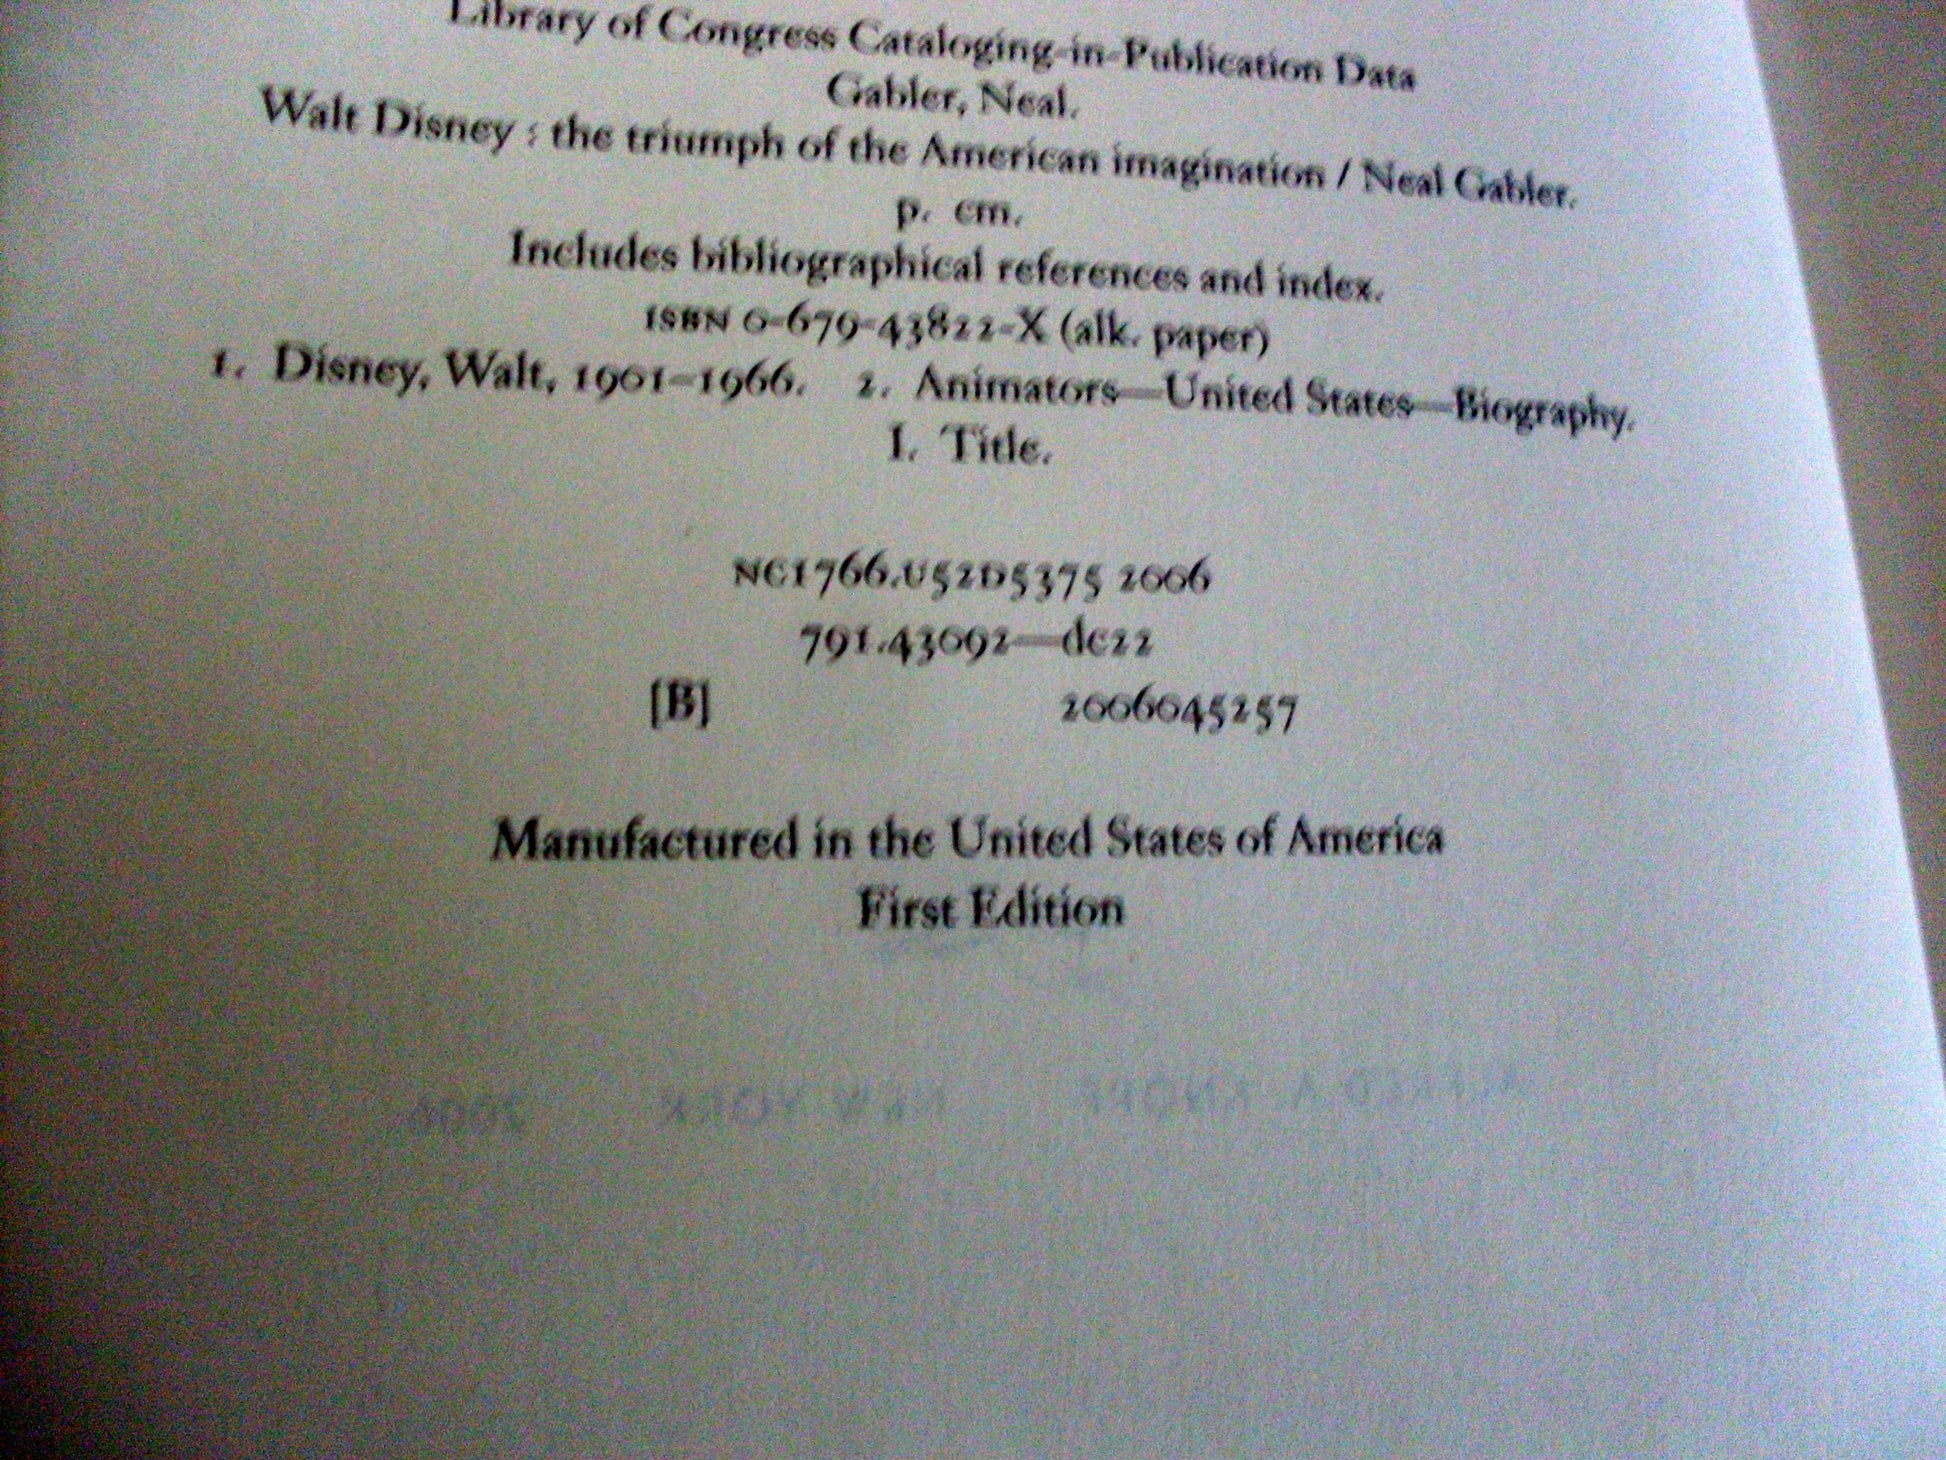 Library of Congress Cataloging-in-Publication Data
Gabler, Neal.
Walt Disney : the triumph of the American imagination / Neal Gabler.
p. cm.
Includes bibliographical references and index.
ISBN 0-679-43822-X (alk. paper)
1. Disney, Walt, 1901–1966. 2. Animators—United States—Biography.
I. Title.
NC1766.U52D5375 2006
791.43092—dc22
[B] 2006045257
Manufactured in the United States of America
First Edition